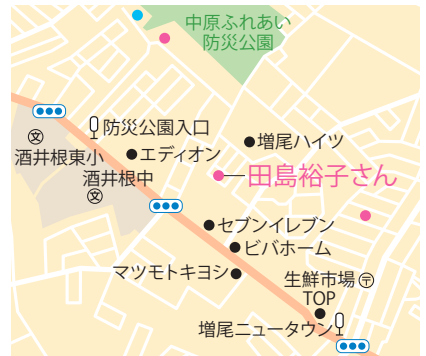 中原ふれあい
防災公園
防災公園入口
増尾ハイツ
酒井根東小
エディオン
酒井根中
田島裕子さん
セブンイレブン
ビバホーム
マツモトキヨシ
生鮮市場
TOP
増尾ニュータウン